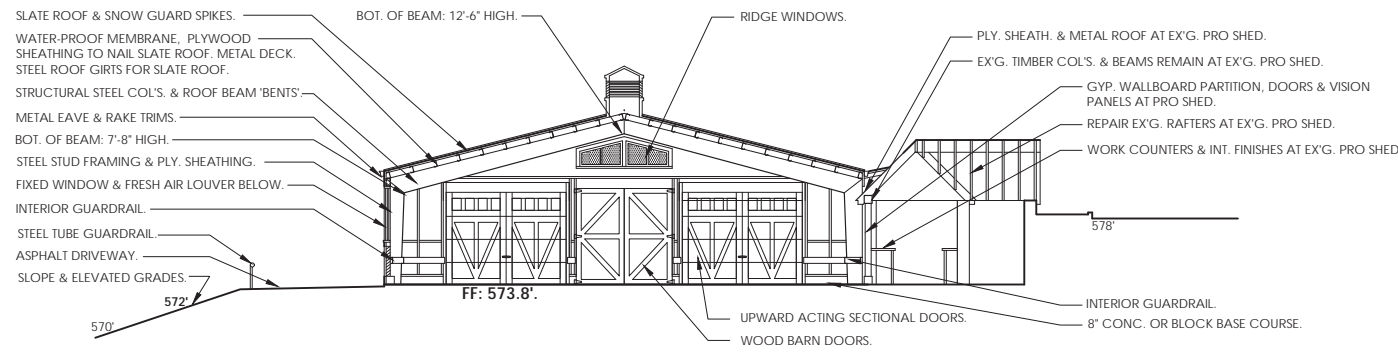 SLATE ROOF & SNOW GUARD SPIKES.
WATER-PROOF MEMBRANE, PLYWOOD
SHEATHING TO NAIL SLATE ROOF. METAL DECK.
STEEL ROOF GIRTS FOR SLATE ROOF.
STRUCTURAL STEEL COL'S. & ROOF BEAM 'BENTS'.
METAL EAVE & RAKE TRIMS.
BOT. OF BEAM: 7'-8" HIGH.
STEEL STUD FRAMING & PLY. SHEATHING.
FIXED WINDOW & FRESH AIR LOUVER BELOW.
INTERIOR GUARDRAIL.
STEEL TUBE GUARDRAIL.
ASPHALT DRIVEWAY.
SLOPE & ELEVATED GRADES.
572'
570'
BOT. OF BEAM: 12'-6" HIGH.
RIDGE WINDOWS.
FF: 573.8'.
UPWARD ACTING SECTIONAL DOORS.
WOOD BARN DOORS.
PLY. SHEATH. & METAL ROOF AT EX'G. PRO SHED.
EX'G. TIMBER COL'S. & BEAMS REMAIN AT EX'G. PRO SHED.
GYP. WALLBOARD PARTITION, DOORS & VISION
PANELS AT PRO SHED.
REPAIR EX'G. RAFTERS AT EX'G. PRO SHED.
WORK COUNTERS & INT. FINISHES AT EX'G. PRO SHED
578'
INTERIOR GUARDRAIL.
8" CONC. OR BLOCK BASE COURSE.